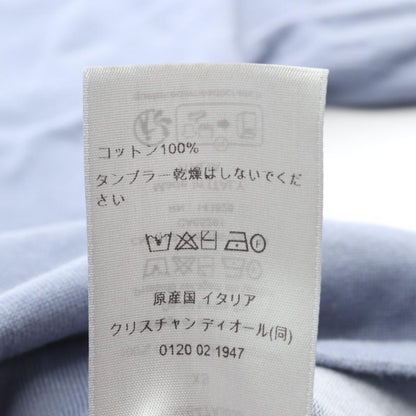 コットン100%
タンブラー乾燥はしないでくだ
さい
原産国 イタリア
クリスチャン ディオール(同)
0120 02 1947